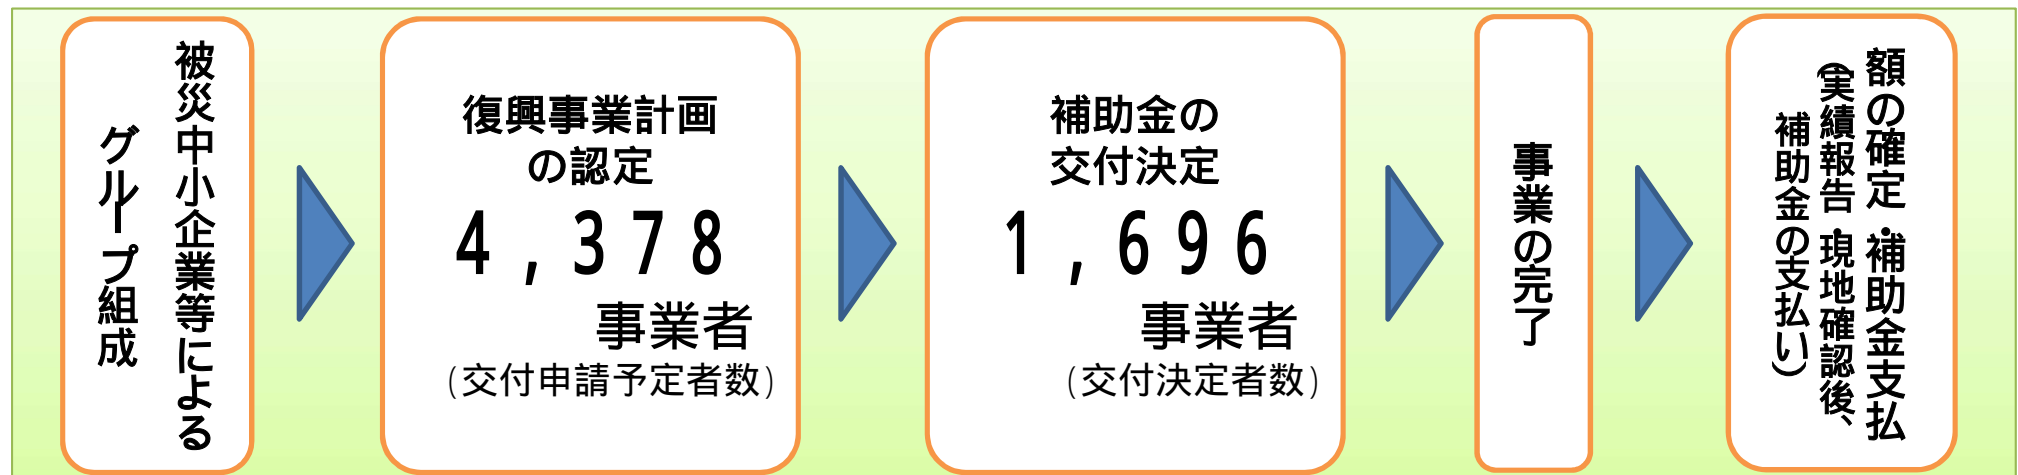 被災中小企業等による
グループ組成
復興事業計画
の認定
4,378
事業者
(交付申請予定者数)
補助金の
交付決定
1,696
事業者
(交付決定者数)
事業の完了
額の確定・補助金支払
(実績報告・現地確認後、
補助金の支払い)